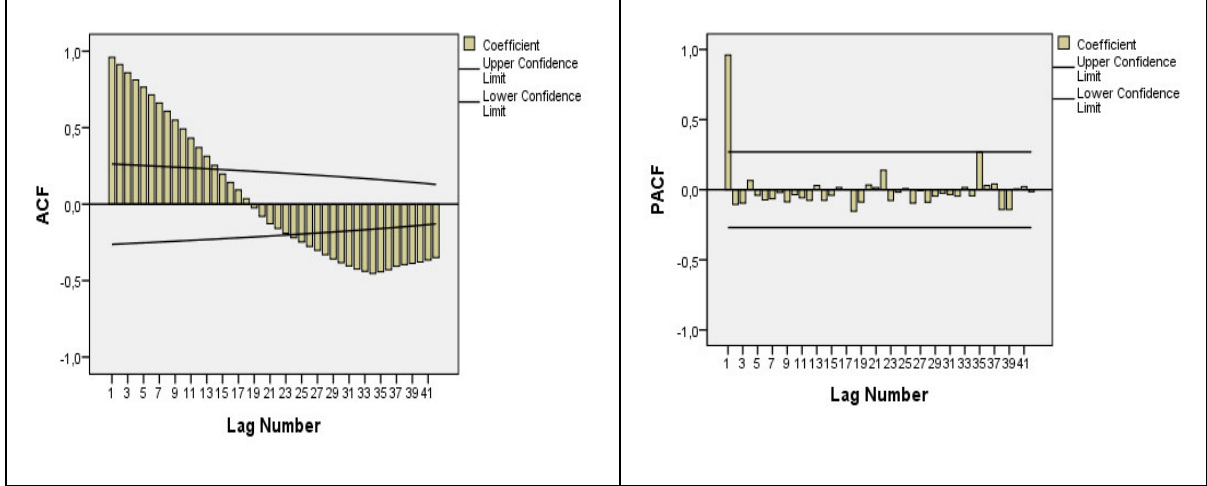 1,0
0,5
0,0
-0,5
-1,0
ACF
1 3 5 7 9 11 13 15 17 19 21 23 25 27 29 31 33 35 37 39 41
Lag Number
Coefficient
Upper Confidence
Limit
Lower Confidence
Limit
1,0
0,5
0,0
-0,5
-1,0
PACF
1 3 5 7 9 11 13 15 17 19 21 23 25 27 29 31 33 35 37 39 41
Lag Number
Coefficient
Upper Confidence
Limit
Lower Confidence
Limit